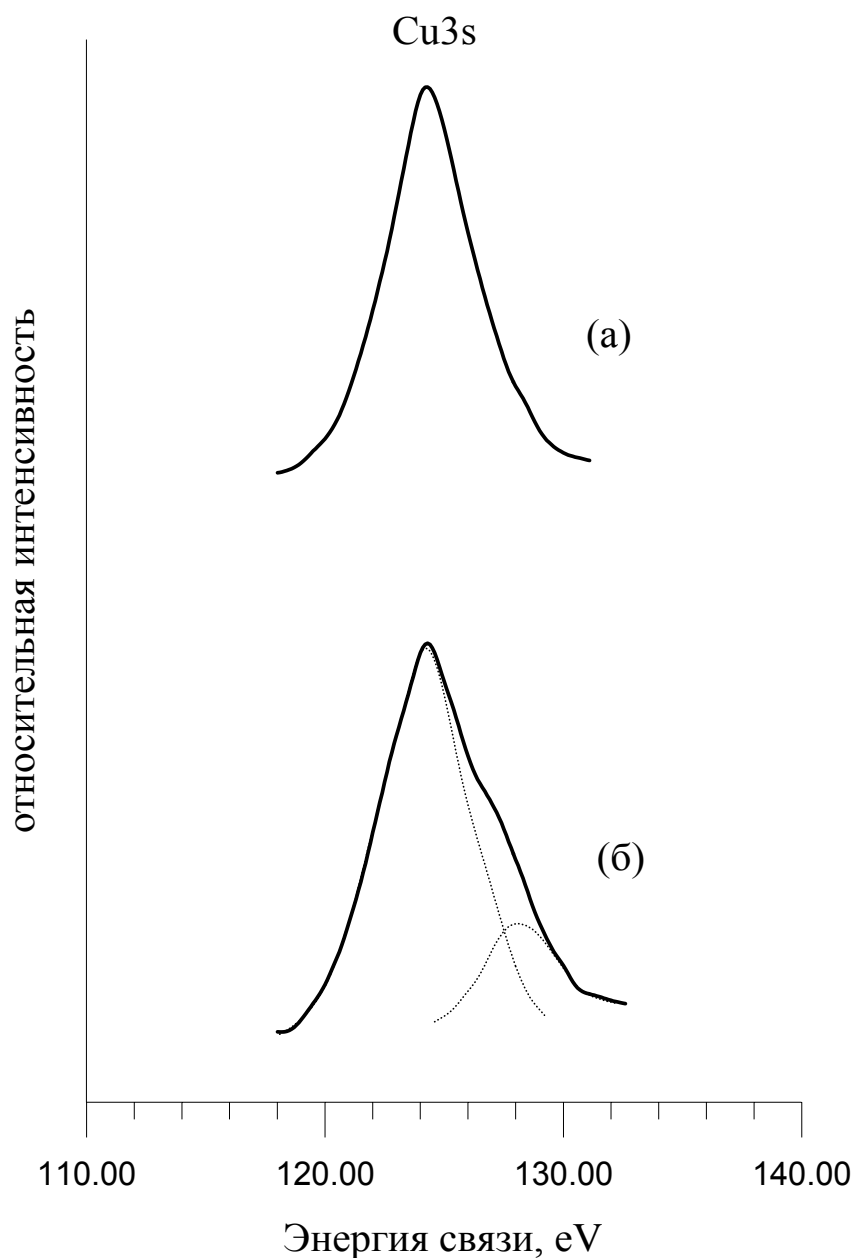 Cu3s
относительная интенсивность
(а)
(б)
110.00 120.00 130.00 140.00
Энергия связи, eV